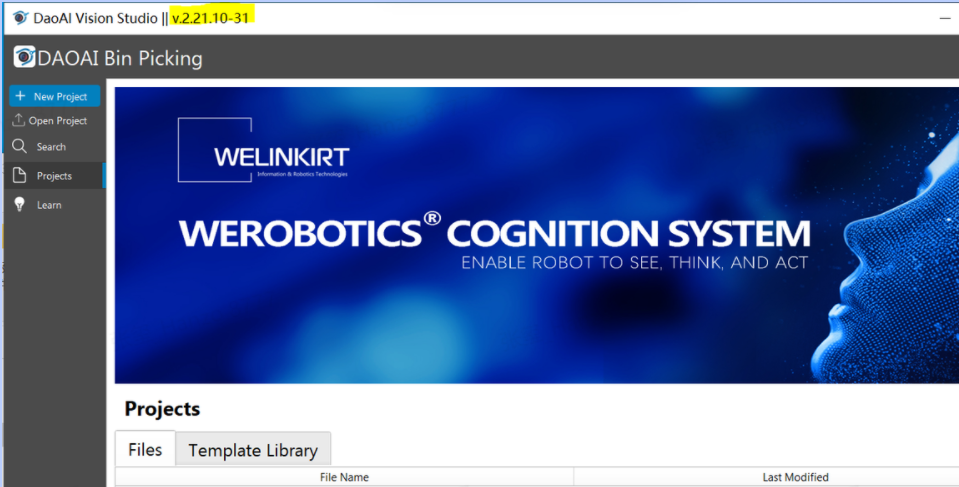 DaoAI Vision Studio || v.2.21.10-31
DAOAI Bin Picking
+ New Project
Open Project
Search
Projects
Learn
WELINKIRT
Information & Robotics Technologies
WEROBOTICS® COGNITION SYSTEM
ENABLE ROBOT TO SEE, THINK, AND ACT
Projects
Files Template Library
File Name Last Modified